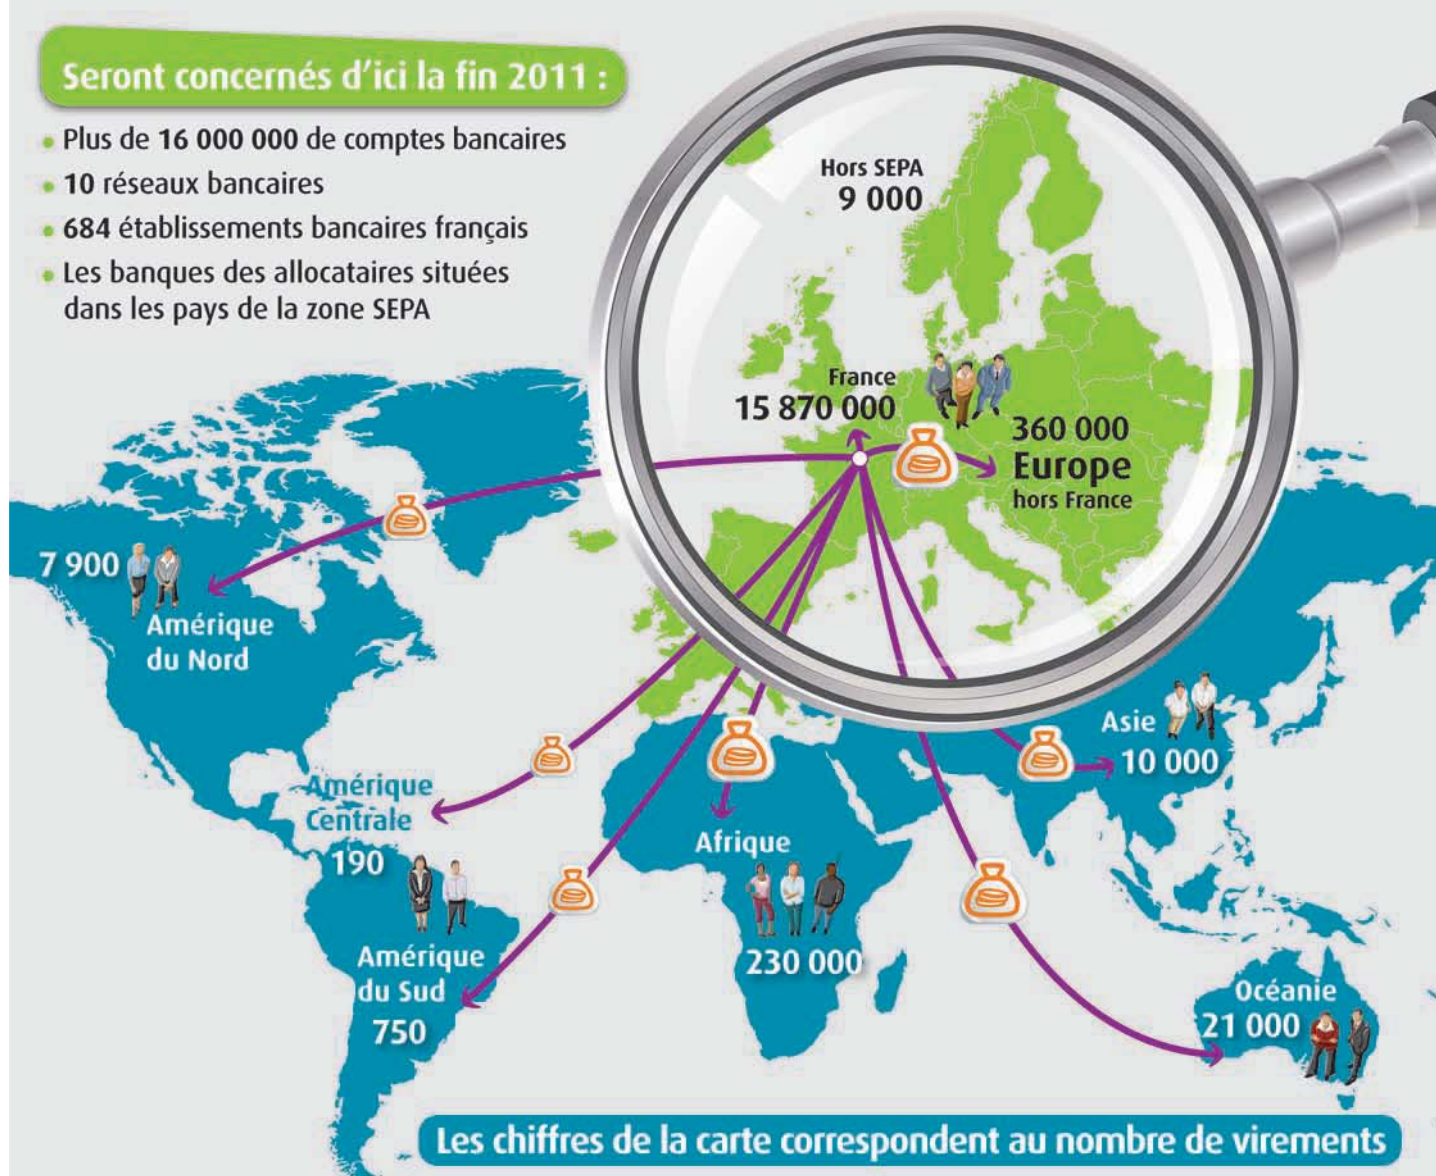 Seront concernés d'ici la fin 2011 :
• Plus de 16 000 000 de comptes bancaires
• 10 réseaux bancaires
• 684 établissements bancaires français
• Les banques des allocataires situées
dans les pays de la zone SEPA
Hors SEPA
9 000
France
15 870 000
360 000
Europe
hors France
7 900
Amérique
du Nord
Asie
10 000
Amérique
Centrale
190
Afrique
230 000
Amérique
du Sud
750
Océanie
21 000
Les chiffres de la carte correspondent au nombre de virements